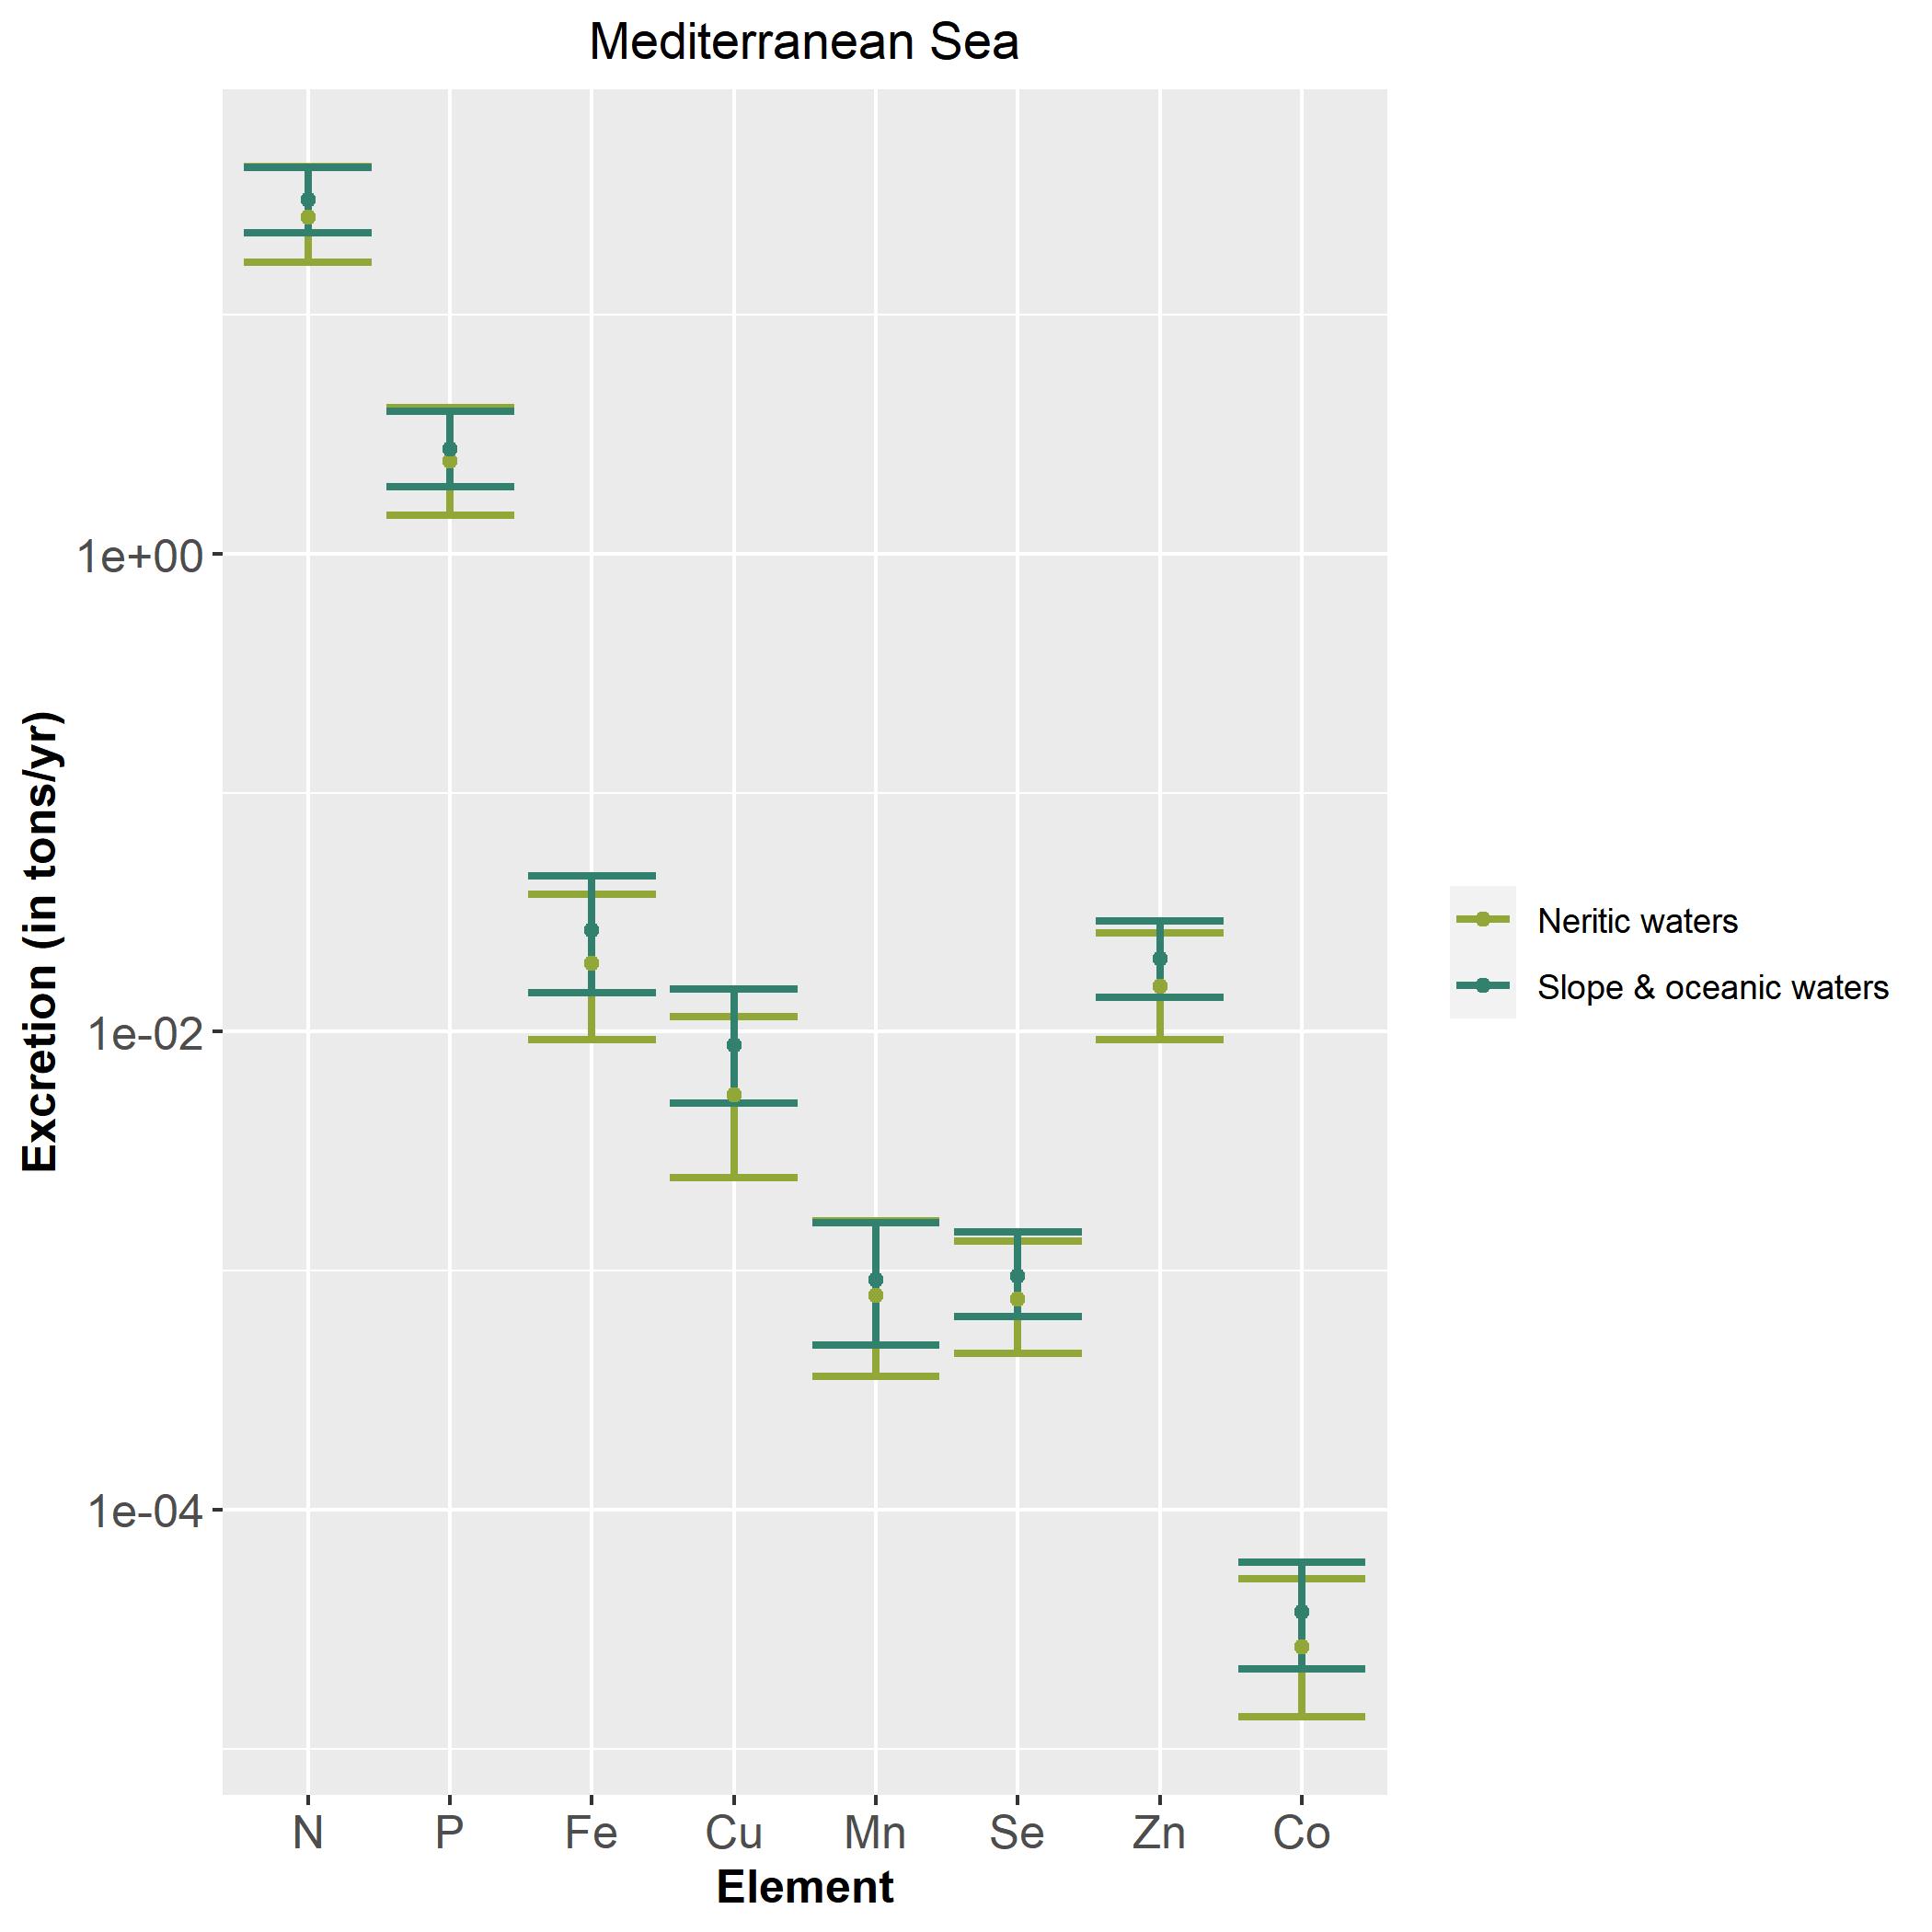 Mediterranean Sea
Excretion (in tons/yr)
1e+00
1e-02
1e-04
N P Fe Cu Mn Se Zn Co
Element
Neritic waters
Slope & oceanic waters